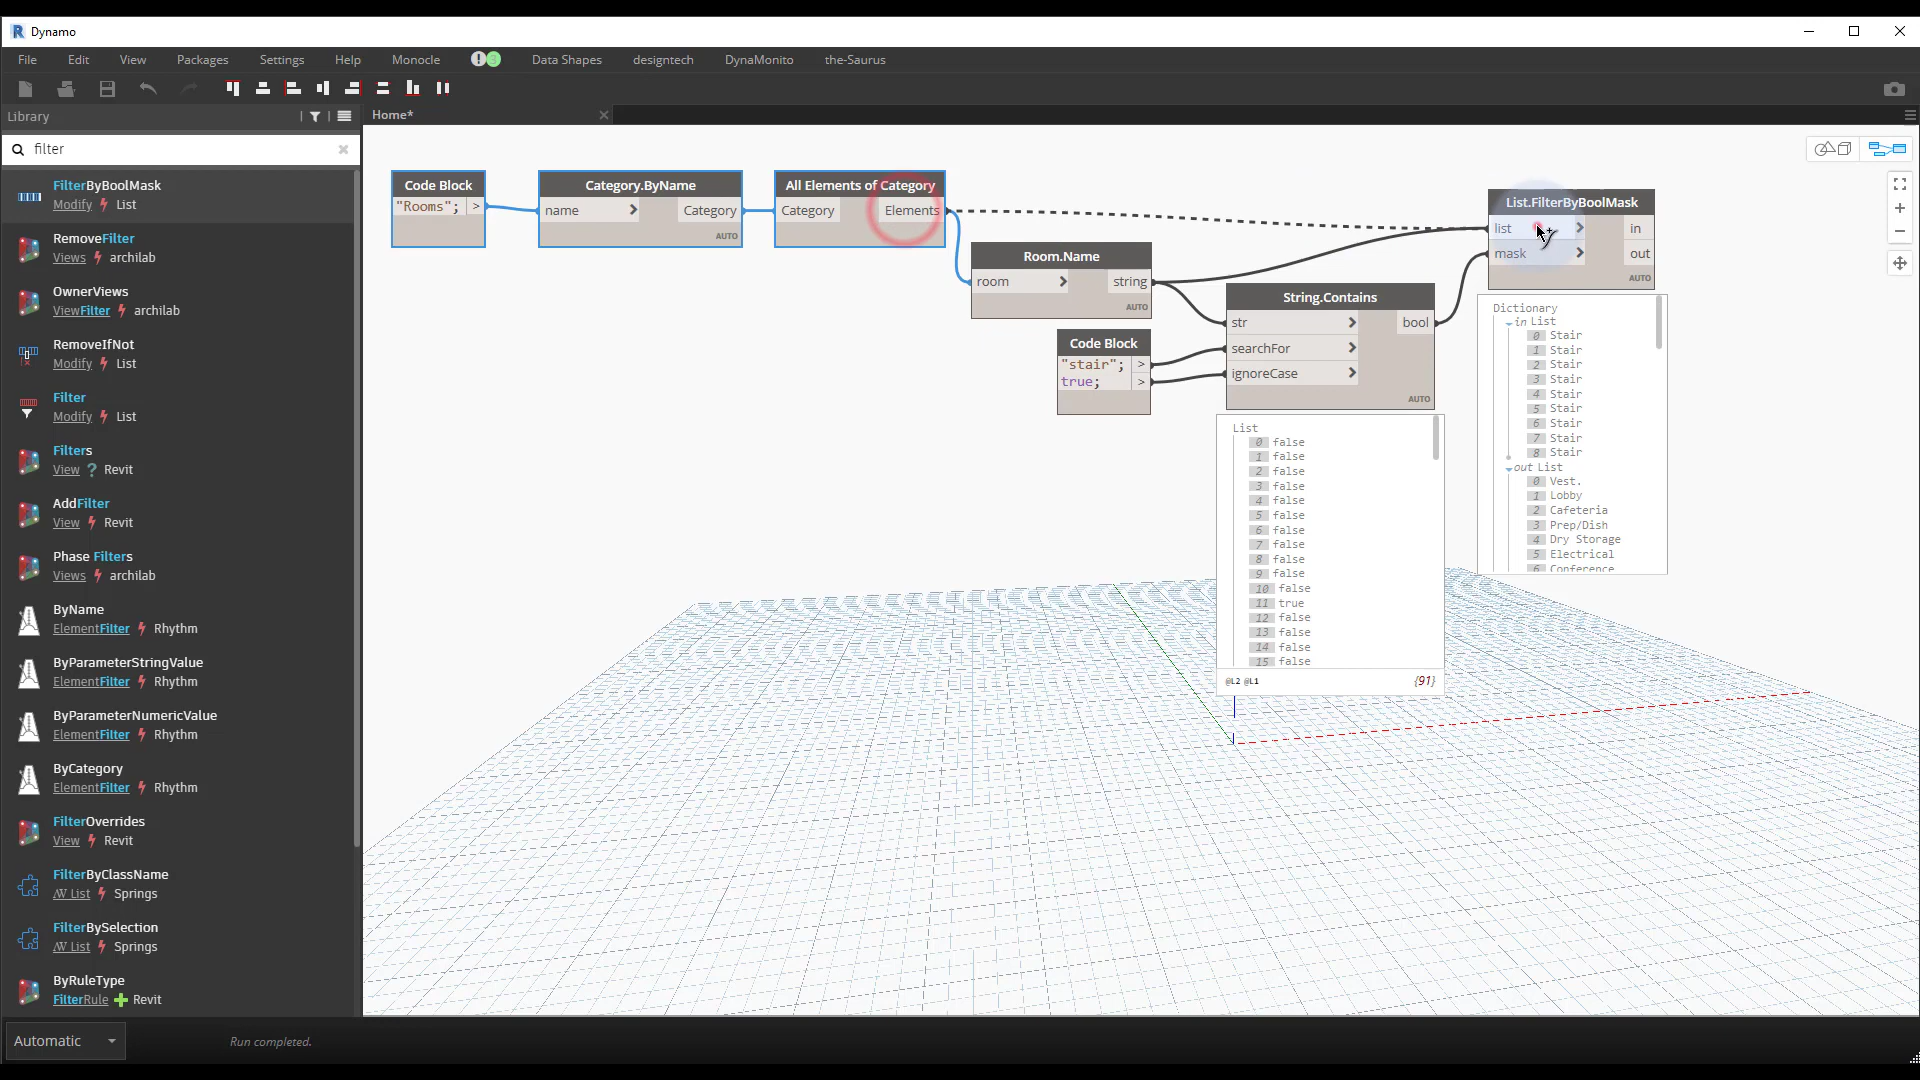 Dynamo
File Edit View Packages Settings Help Monocle ! 3 Data Shapes designtech DynaMonito the-Saurus
Library
Home*
filter
FilterByBoolMask
Modify List
RemoveFilter
Views archilab
OwnerViews
ViewFilter archilab
RemoveIfNot
Modify List
Filter
Modify List
Filters
View ? Revit
AddFilter
View Revit
Phase Filters
Views archilab
ByName
ElementFilter Rhythm
ByParameterStringValue
ElementFilter Rhythm
ByParameterNumericValue
ElementFilter Rhythm
ByCategory
ElementFilter Rhythm
FilterOverrides
View Revit
FilterByClassName
List Springs
FilterBySelection
List Springs
ByRuleType
FilterRule Revit
Code Block
"Rooms"; >
Category.ByName
name > Category
AUTO
All Elements of Category
Category Elements
Room.Name
room > string
AUTO
Code Block
"stair"; >
true; >
String.Contains
str > bool
searchFor >
ignoreCase >
AUTO
List
0 false
1 false
2 false
3 false
4 false
5 false
6 false
7 false
8 false
9 false
10 false
11 true
12 false
13 false
14 false
15 false
@L2 @L1 {91}
List.FilterByBoolMask
list > in
mask > out
AUTO
Dictionary
in List
0 Stair
1 Stair
2 Stair
3 Stair
4 Stair
5 Stair
6 Stair
7 Stair
8 Stair
out List
0 Vest.
1 Lobby
2 Cafeteria
3 Prep/Dish
4 Dry Storage
5 Electrical
6 Conference
Automatic
Run completed.